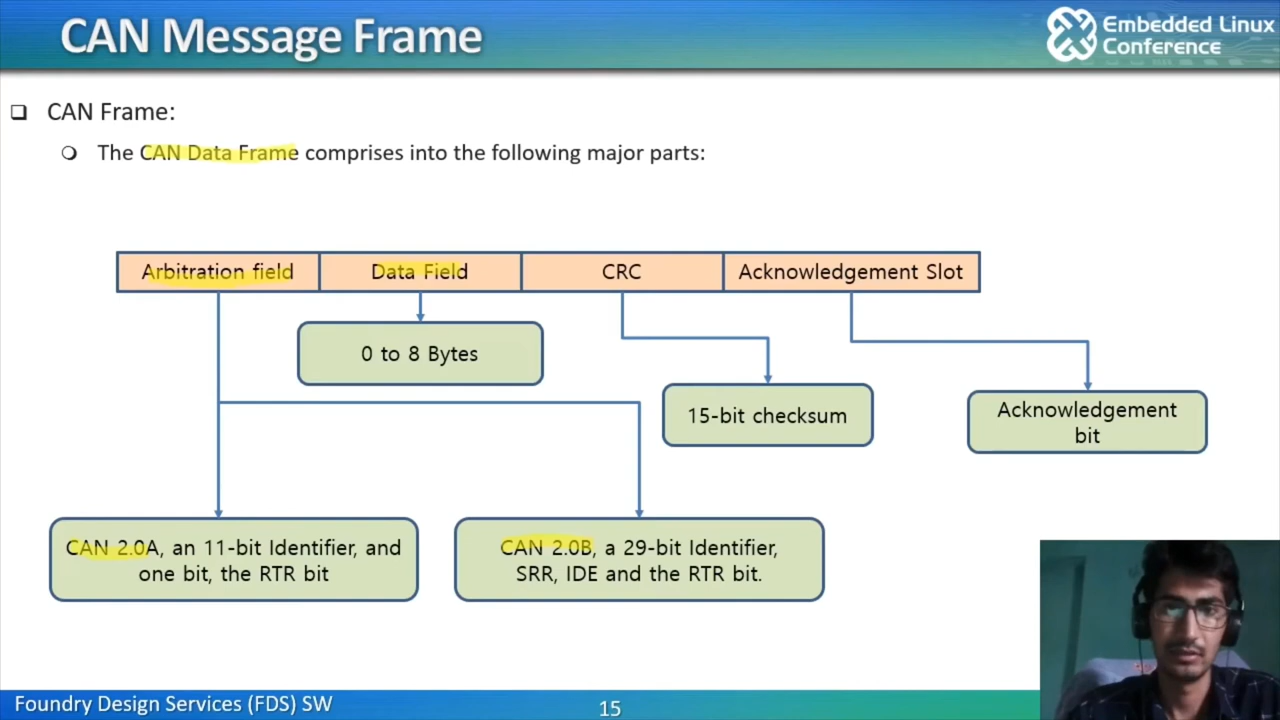 CAN Message Frame
Embedded Linux
Conference
CAN Frame:
The CAN Data Frame comprises into the following major parts:
Arbitration field
Data Field
CRC
Acknowledgement Slot
0 to 8 Bytes
15-bit checksum
Acknowledgement
bit
CAN 2.0A, an 11-bit Identifier, and
one bit, the RTR bit
CAN 2.0B, a 29-bit Identifier,
SRR, IDE and the RTR bit.
Foundry Design Services (FDS) SW
15